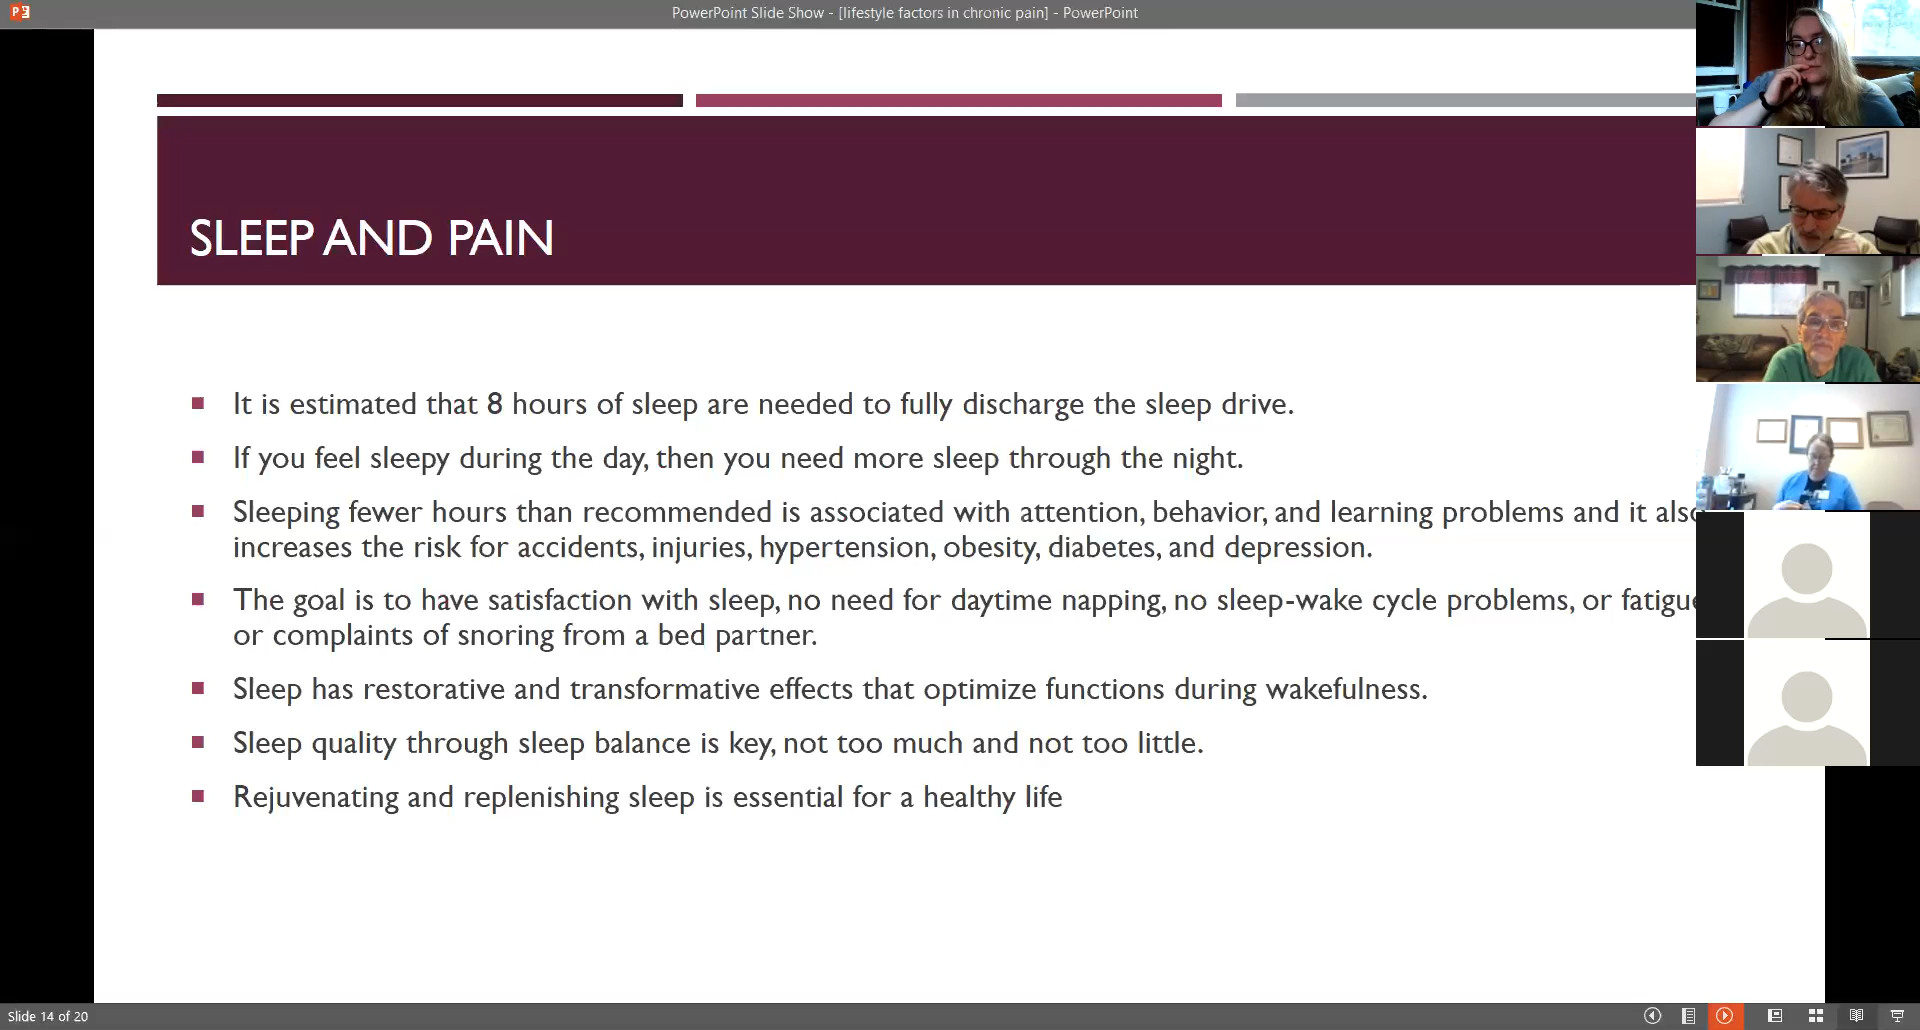 PowerPoint Slide Show - [lifestyle factors in chronic pain] - PowerPoint
SLEEP AND PAIN
It is estimated that 8 hours of sleep are needed to fully discharge the sleep drive.
If you feel sleepy during the day, then you need more sleep through the night.
Sleeping fewer hours than recommended is associated with attention, behavior, and learning problems and it also
increases the risk for accidents, injuries, hypertension, obesity, diabetes, and depression.
The goal is to have satisfaction with sleep, no need for daytime napping, no sleep-wake cycle problems, or fatigue
or complaints of snoring from a bed partner.
Sleep has restorative and transformative effects that optimize functions during wakefulness.
Sleep quality through sleep balance is key, not too much and not too little.
Rejuvenating and replenishing sleep is essential for a healthy life
Slide 14 of 20